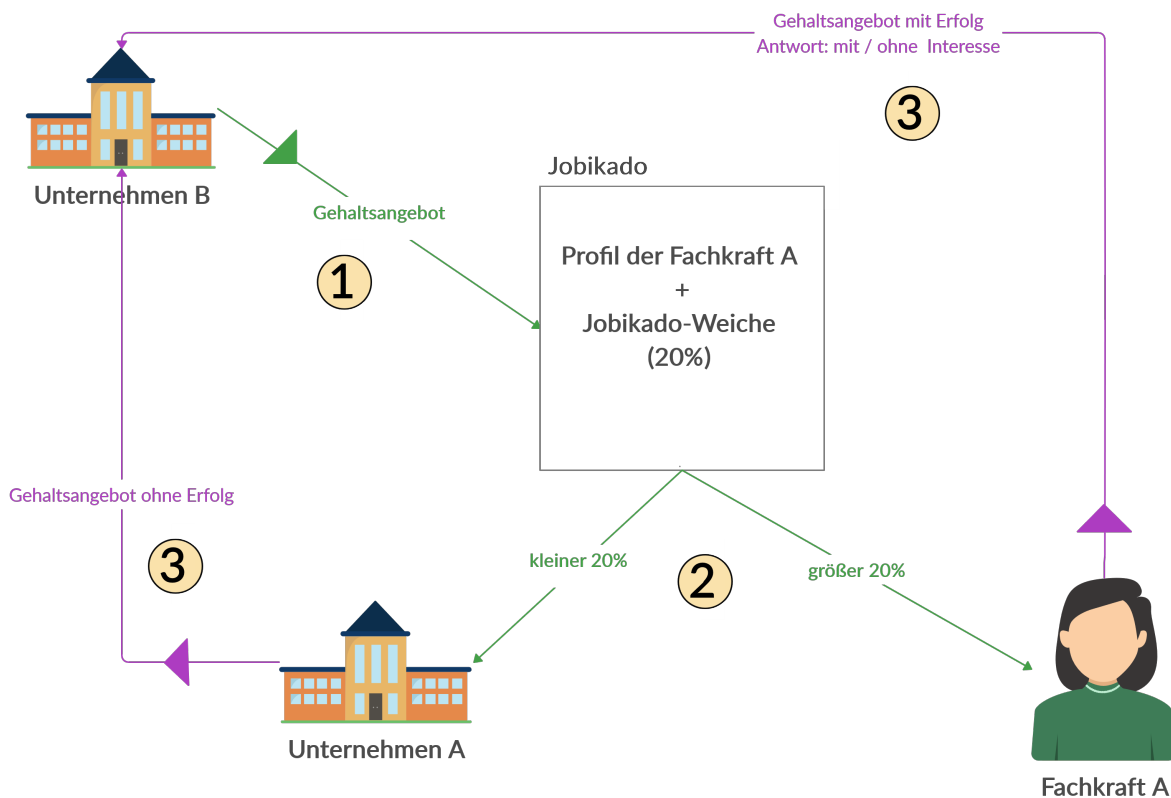 Gehaltsangebot mit Erfolg
Antwort: mit / ohne Interesse
3
Jobikado
Unternehmen B
Gehaltsangebot
1
Profil der Fachkraft A
+
Jobikado-Weiche
(20%)
Gehaltsangebot ohne Erfolg
3
kleiner 20%
2
größer 20%
Unternehmen A
Fachkraft A